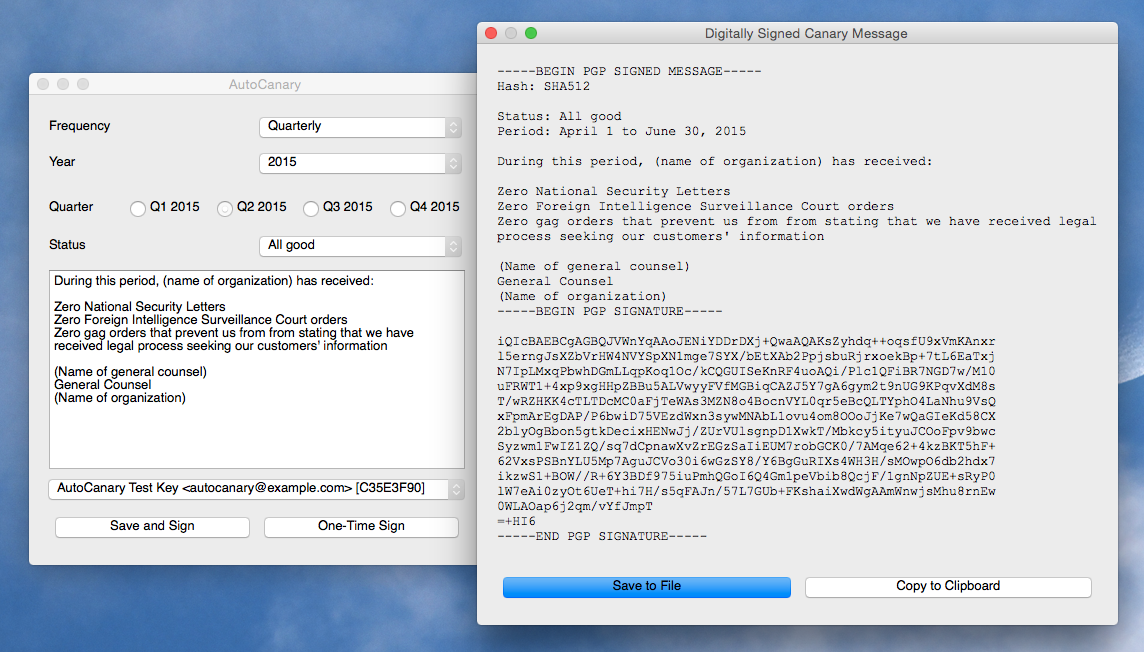 AutoCanary
Frequency
Quarterly
Year
2015
Quarter
Q1 2015
Q2 2015
Q3 2015
Q4 2015
Status
All good
During this period, (name of organization) has received:
Zero National Security Letters
Zero Foreign Intelligence Surveillance Court orders
Zero gag orders that prevent us from from stating that we have
received legal process seeking our customers' information
(Name of general counsel)
General Counsel
(Name of organization)
AutoCanary Test Key <autocanary@example.com> [C35E3F90]
Save and Sign
One-Time Sign
Digitally Signed Canary Message
-----BEGIN PGP SIGNED MESSAGE-----
Hash: SHA512
Status: All good
Period: April 1 to June 30, 2015
During this period, (name of organization) has received:
Zero National Security Letters
Zero Foreign Intelligence Surveillance Court orders
Zero gag orders that prevent us from from stating that we have received legal
process seeking our customers' information
(Name of general counsel)
General Counsel
(Name of organization)
-----BEGIN PGP SIGNATURE-----
iQIcBAEBCgAGBQJVWnYqAAoJENiYDDrDXj+QwaAQAKsZyhdq++oqsfU9xVmKAnxr
l5erngJsXZbVrHW4NVYSpXN1mge7SYX/bEtXAb2PpjsbuRjrxoekBp+7tL6EaTxj
N7IpLMxqPbwhDGmLLqpKoqlOc/kCQGUISeKnRF4uoAQi/Plc1QFiBR7NGD7w/M10
uFRWT1+4xp9xgHHpZBBu5ALVwyyFVfMGBiqCAZJ5Y7gA6gym2t9nUG9KPqvXdM8s
T/wRZHKK4cTLTDcMC0aFjTeWAs3MZN8o4BocnVYL0qr5eBcQLTYphO4LaNhu9VsQ
xFpmArEgDAP/P6bwiD75VEzdWxn3sywMNAbL1ovu4om8OOoJjKe7wQaGIeKd58CX
2blyOgBbon5gtkDecixHENwJj/ZUrVUlsgnpD1XwkT/Mbkcy5ityuJCOoFpv9bwc
Syzwm1FwIZ1ZQ/sq7dCpnawXvZrEGzSaIiEUM7robGCK0/7AMqe62+4kzBKT5hF+
62VxsPSBnYLU5Mp7AguJCVo30i6wGzSY8/Y6BgGuRIXs4WH3H/sMOwpO6db2hdx7
ikzwS1+BOW//R+6Y3BDf975iuPmhQGoI6Q4Gm1peVbib8QcjF/1gnNpZUE+sRyP0
lW7eAi0zyOt6UeT+hi7H/s5qFAJn/57L7GUb+FKshaiXwdWgAAmWnwjsMhu8rnEw
0WLAOap6j2qm/vYfJmpT
=+HI6
-----END PGP SIGNATURE-----
Save to File
Copy to Clipboard